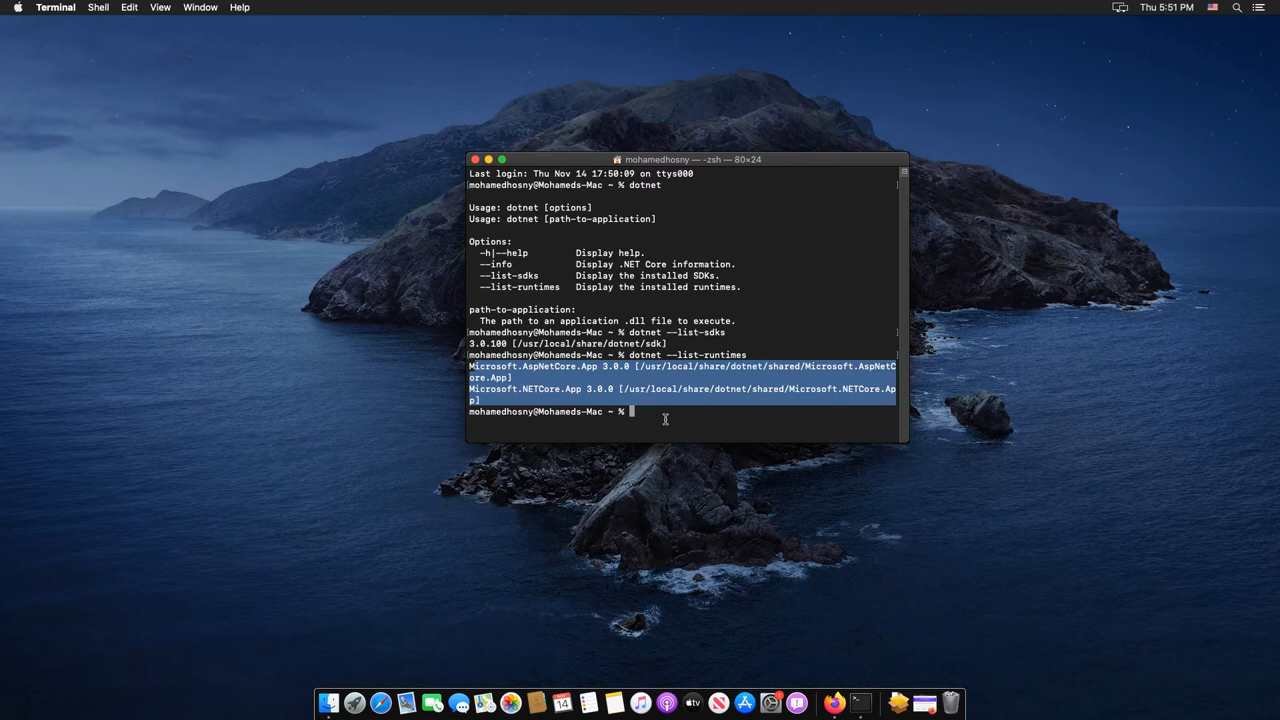 Terminal Shell Edit View Window Help Thu 5:51 PM
mohamedhosny — -zsh — 80×24
Last login: Thu Nov 14 17:50:09 on ttys000
[mohamedhosny@Mohameds-Mac ~ % dotnet ]
Usage: dotnet [options]
Usage: dotnet [path-to-application]
Options:
-h|--help Display help.
--info Display .NET Core information.
--list-sdks Display the installed SDKs.
--list-runtimes Display the installed runtimes.
path-to-application:
The path to an application .dll file to execute.
[mohamedhosny@Mohameds-Mac ~ % dotnet --list-sdks ]
3.0.100 [/usr/local/share/dotnet/sdk]
[mohamedhosny@Mohameds-Mac ~ % dotnet --list-runtimes ]
Microsoft.AspNetCore.App 3.0.0 [/usr/local/share/dotnet/shared/Microsoft.AspNetC
ore.App]
Microsoft.NETCore.App 3.0.0 [/usr/local/share/dotnet/shared/Microsoft.NETCore.Ap
p]
mohamedhosny@Mohameds-Mac ~ %
tv 14 1